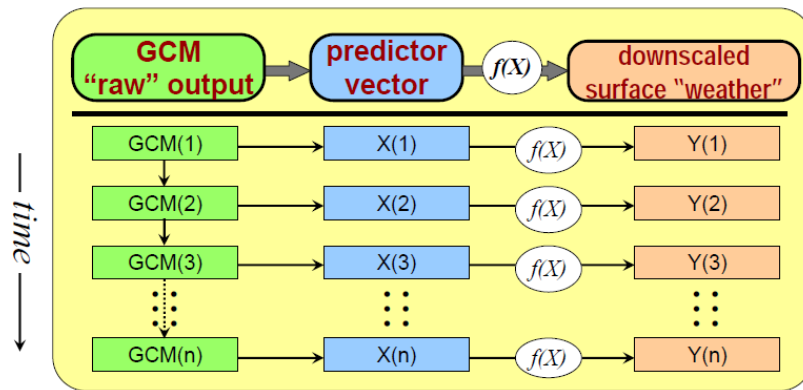 GCM
"raw" output
predictor
vector
f(X)
downscaled
surface "weather"
time
GCM(1)
X(1)
f(X)
Y(1)
GCM(2)
X(2)
f(X)
Y(2)
GCM(3)
X(3)
f(X)
Y(3)
GCM(n)
X(n)
f(X)
Y(n)